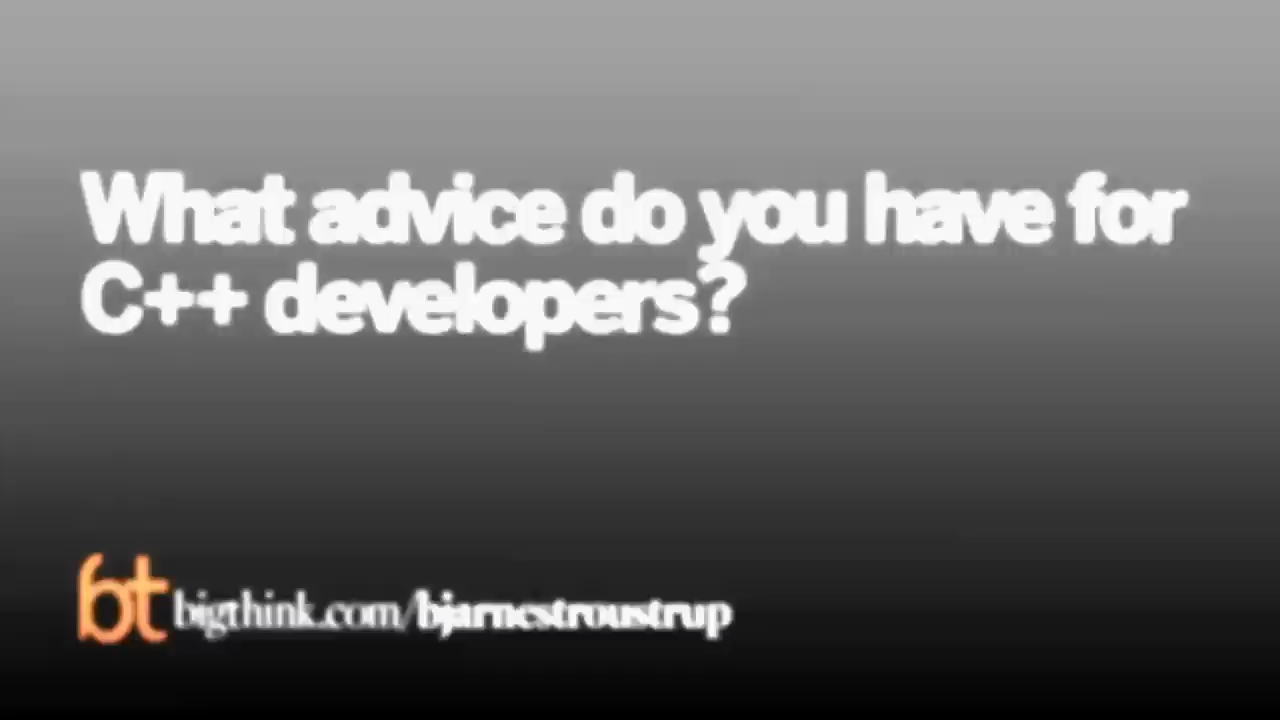 What advice do you have for
C++ developers?
bt bigthink.com/bjarnestroustrup